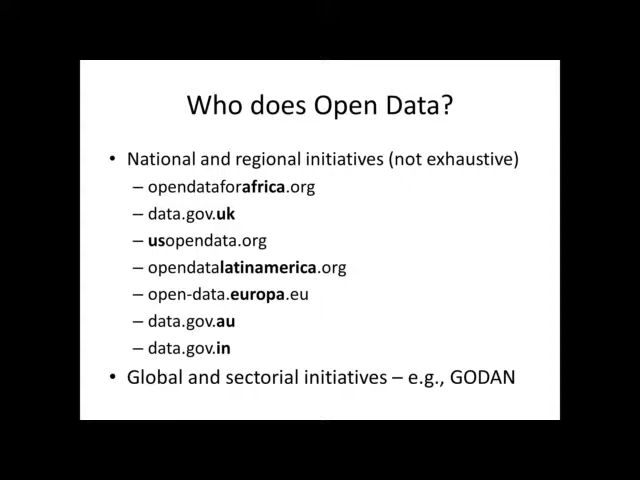 Who does Open Data?
• National and regional initiatives (not exhaustive)
– opendataforafrica.org
– data.gov.uk
– usopendata.org
– opendatalatinamerica.org
– open-data.europa.eu
– data.gov.au
– data.gov.in
• Global and sectorial initiatives – e.g., GODAN